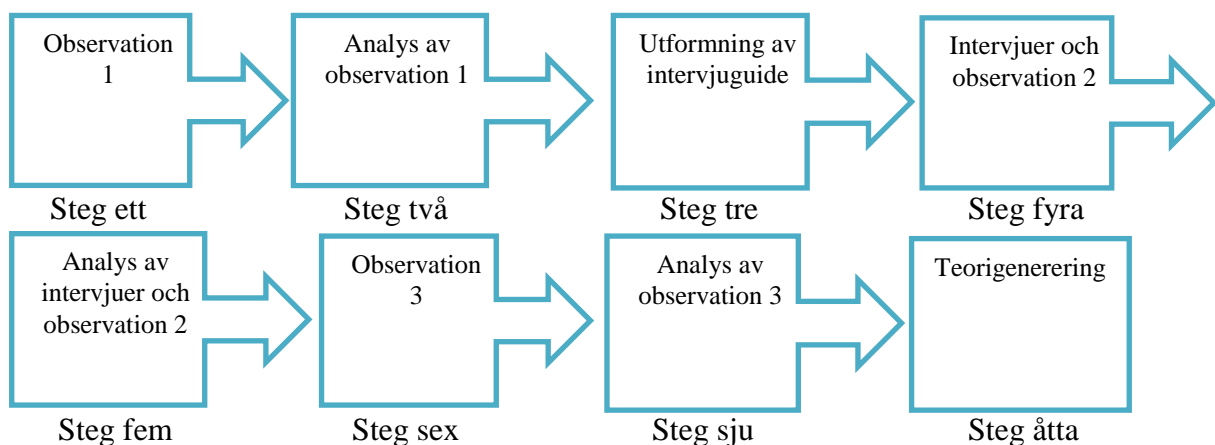 Observation
1
Analys av
observation 1
Utformning av
intervjuguide
Intervjuer och
observation 2
Steg ett
Steg två
Steg tre
Steg fyra
Analys av
intervjuer och
observation 2
Observation
3
Analys av
observation 3
Teorigenerering
Steg fem
Steg sex
Steg sju
Steg åtta